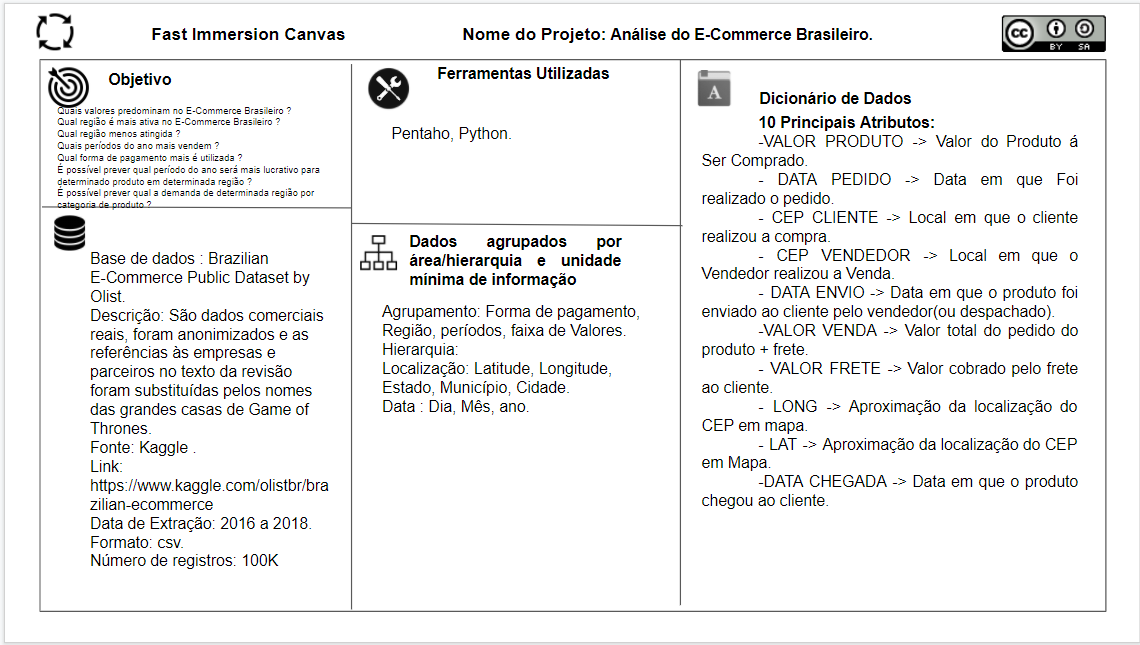 Fast Immersion Canvas
Nome do Projeto: Análise do E-Commerce Brasileiro.
cc
BY SA
Objetivo
Quais valores predominam no E-Commerce Brasileiro ?
Qual região é mais ativa no E-Commerce Brasileiro ?
Qual região menos atingida ?
Quais períodos do ano mais vendem ?
Qual forma de pagamento mais é utilizada ?
É possível prever qual período do ano será mais lucrativo para
determinado produto em determinada região ?
É possível prever qual a demanda de determinada região por
categoria de produto ?
Base de dados : Brazilian
E-Commerce Public Dataset by
Olist.
Descrição: São dados comerciais
reais, foram anonimizados e as
referências às empresas e
parceiros no texto da revisão
foram substituídas pelos nomes
das grandes casas de Game of
Thrones.
Fonte: Kaggle .
Link:
https://www.kaggle.com/olistbr/bra
zilian-ecommerce
Data de Extração: 2016 a 2018.
Formato: csv.
Número de registros: 100K
Ferramentas Utilizadas
Pentaho, Python.
Dados agrupados por
área/hierarquia e unidade
mínima de informação
Agrupamento: Forma de pagamento,
Região, períodos, faixa de Valores.
Hierarquia:
Localização: Latitude, Longitude,
Estado, Município, Cidade.
Data : Dia, Mês, ano.
A
Dicionário de Dados
10 Principais Atributos:
-VALOR PRODUTO -> Valor do Produto á
Ser Comprado.
- DATA PEDIDO -> Data em que Foi
realizado o pedido.
- CEP CLIENTE -> Local em que o cliente
realizou a compra.
- CEP VENDEDOR -> Local em que o
Vendedor realizou a Venda.
- DATA ENVIO -> Data em que o produto foi
enviado ao cliente pelo vendedor(ou despachado).
-VALOR VENDA -> Valor total do pedido do
produto + frete.
- VALOR FRETE -> Valor cobrado pelo frete
ao cliente.
- LONG -> Aproximação da localização do
CEP em mapa.
- LAT -> Aproximação da localização do CEP
em Mapa.
-DATA CHEGADA -> Data em que o produto
chegou ao cliente.